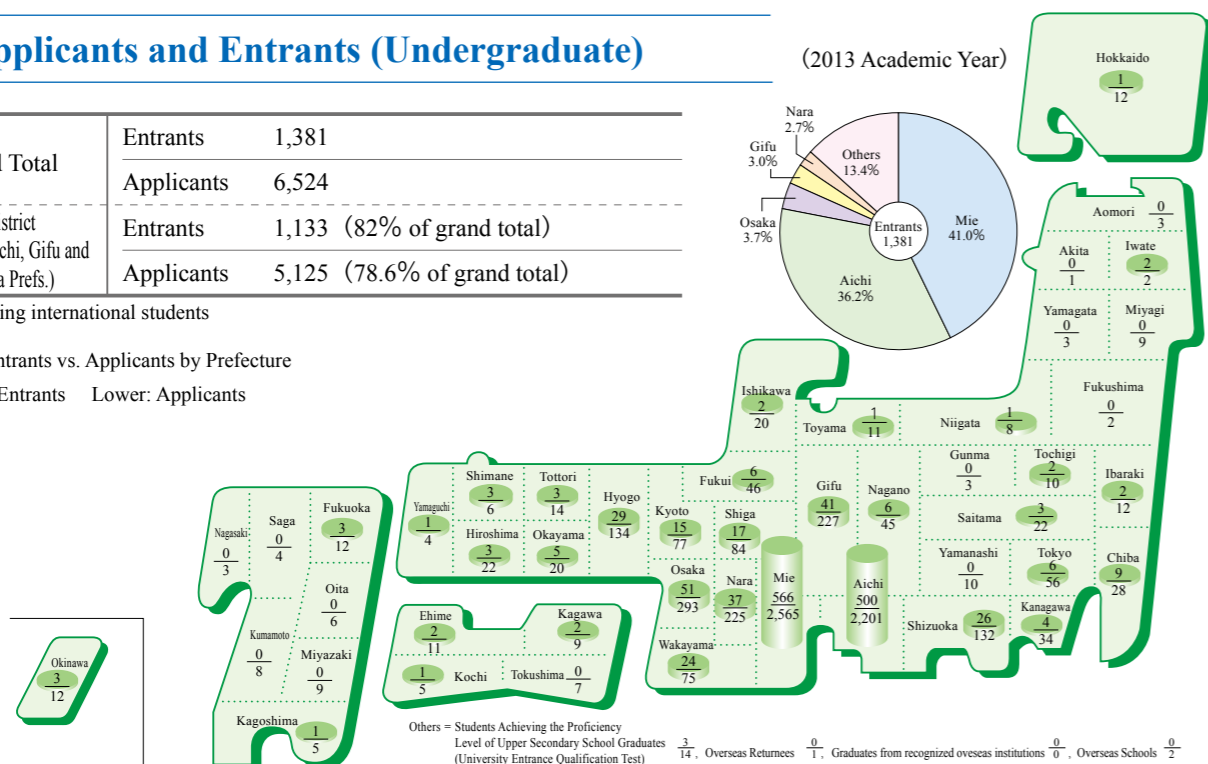 pplicants and Entrants (Undergraduate)
(2013 Academic Year)
l Total
Entrants 1,381
Applicants 6,524
strict
chi, Gifu and
a Prefs.)
Entrants 1,133 (82% of grand total)
Applicants 5,125 (78.6% of grand total)
ing international students
ntrants vs. Applicants by Prefecture
Entrants Lower: Applicants
Nara
2.7%
Gifu
3.0%
Osaka
3.7%
Others
13.4%
Mie
41.0%
Aichi
36.2%
Entrants
1,381
Hokkaido
1
12
Aomori
0
3
Akita
0
1
Iwate
2
2
Yamagata
0
3
Miyagi
0
9
Fukushima
0
2
Ishikawa
2
20
Toyama
1
11
Niigata
1
8
Gunma
0
3
Tochigi
2
10
Ibaraki
2
12
Fukui
6
46
Gifu
41
227
Nagano
6
45
Saitama
3
22
Yamanashi
0
10
Tokyo
6
56
Chiba
9
28
Kanagawa
4
34
Shizuoka
26
132
Aichi
500
2,201
Mie
566
2,565
Shiga
17
84
Kyoto
15
77
Hyogo
29
134
Osaka
51
293
Nara
37
225
Wakayama
24
75
Tottori
3
14
Shimane
3
6
Okayama
5
20
Hiroshima
3
22
Yamaguchi
1
4
Ehime
2
11
Kagawa
2
9
Kochi
1
5
Tokushima
0
7
Fukuoka
3
12
Saga
0
4
Nagasaki
0
3
Oita
0
6
Kumamoto
0
8
Miyazaki
0
9
Kagoshima
1
5
Okinawa
3
12
Others = Students Achieving the Proficiency
Level of Upper Secondary School Graduates
(University Entrance Qualification Test)
3
14
, Overseas Returnees
0
1
, Graduates from recognized oveseas institutions
0
0
, Overseas Schools
0
2